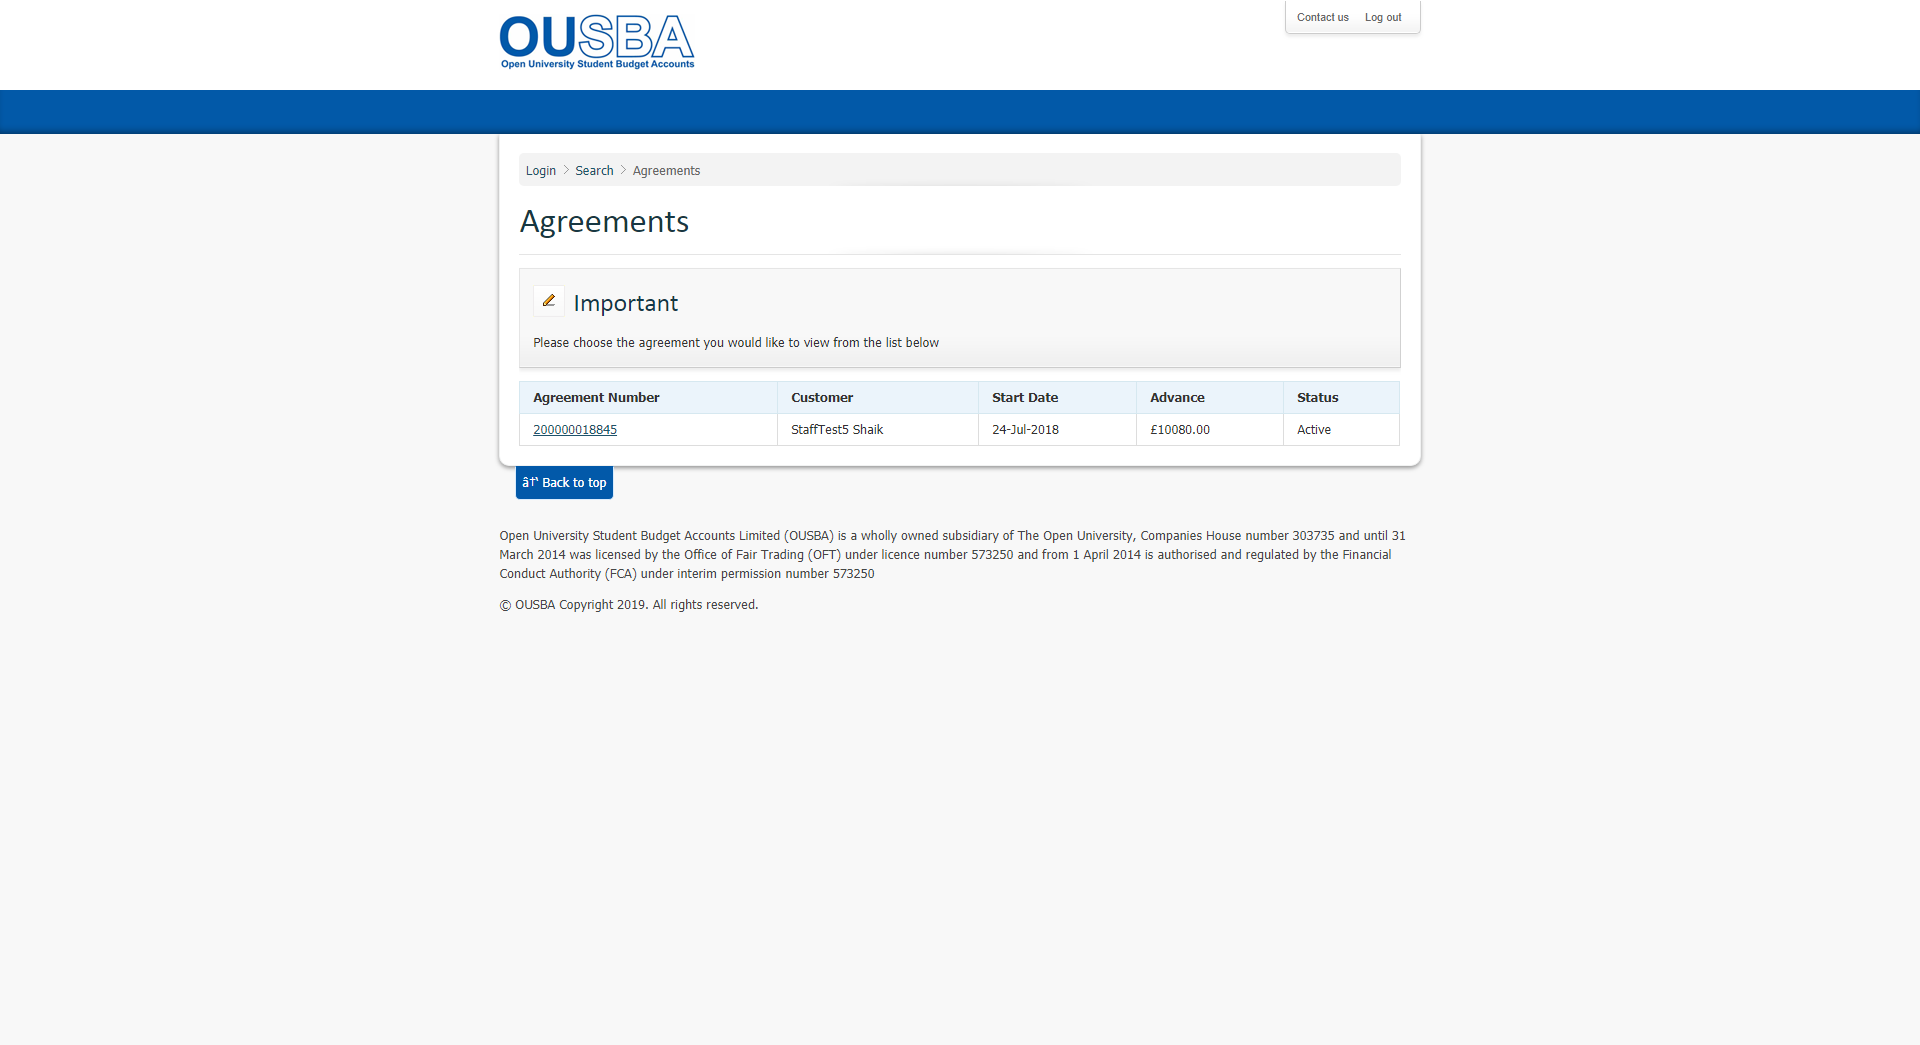 OUSBA
Open University Student Budget Accounts
Contact us Log out
Login Search Agreements
Agreements
Important
Please choose the agreement you would like to view from the list below
Agreement Number Customer Start Date Advance Status
200000018845 StaffTest5 Shaik 24-Jul-2018 £10080.00 Active
â†‘ Back to top
Open University Student Budget Accounts Limited (OUSBA) is a wholly owned subsidiary of The Open University, Companies House number 303735 and until 31
March 2014 was licensed by the Office of Fair Trading (OFT) under licence number 573250 and from 1 April 2014 is authorised and regulated by the Financial
Conduct Authority (FCA) under interim permission number 573250
© OUSBA Copyright 2019. All rights reserved.